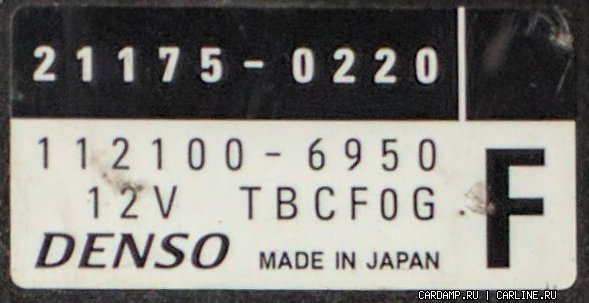 21175-0220
112100-6950
12V TBCF0G
F
DENSO MADE IN JAPAN
CARDAMP.RU | CARLINE.RU